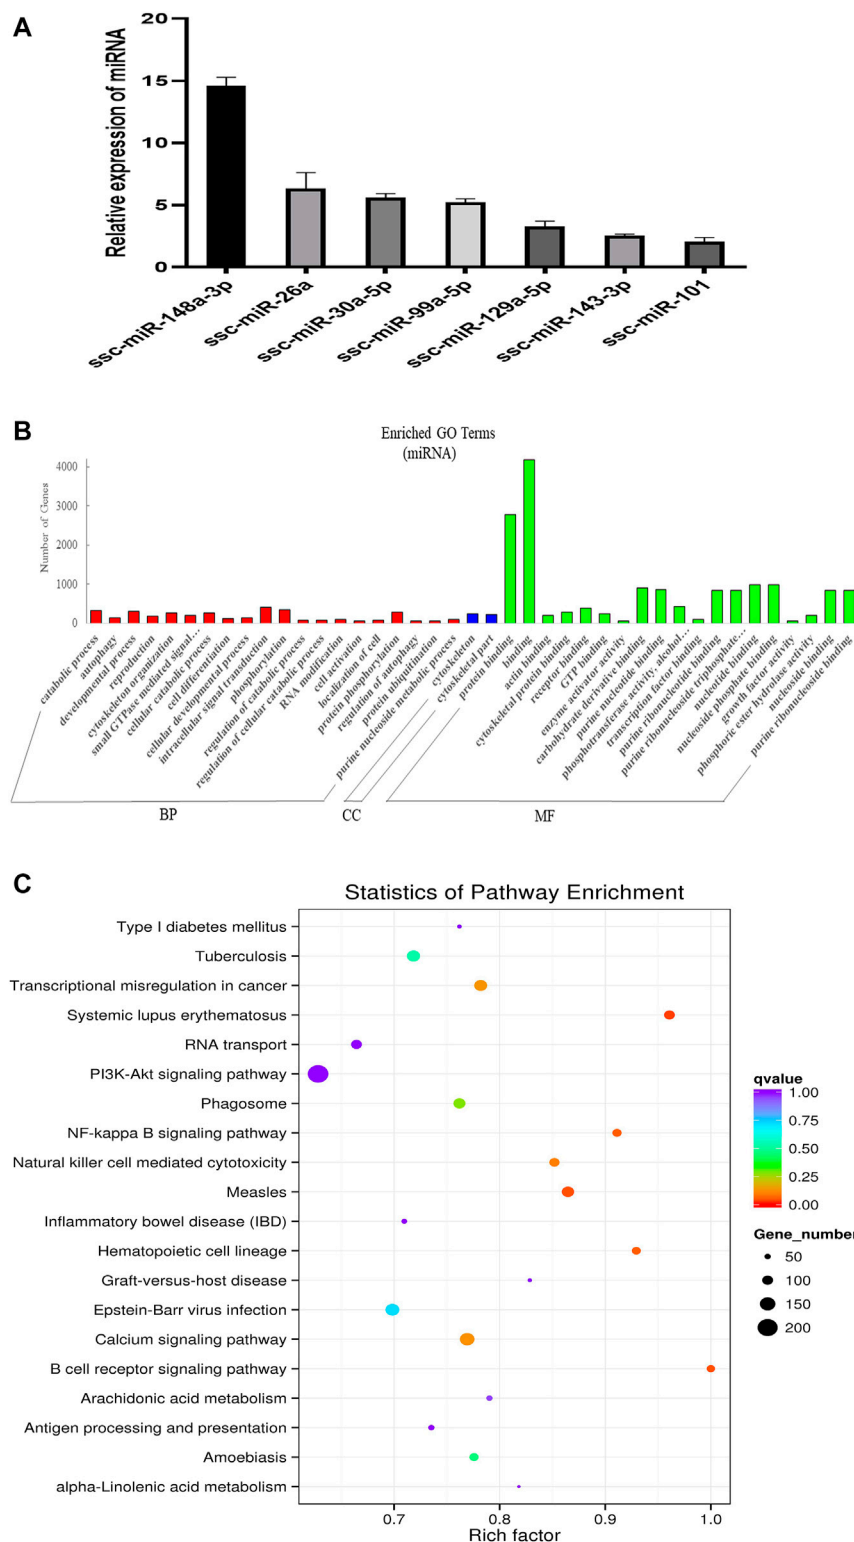 A
Relative expression of miRNA
20
15
10
5
0
ssc-miR-148a-3p
ssc-miR-26a
ssc-miR-30a-5p
ssc-miR-99a-5p
ssc-miR-129a-5p
ssc-miR-143-3p
ssc-miR-101
B
Enriched GO Terms
(miRNA)
Number of Genes
4000
3000
2000
1000
0
catabolic process
autophagy
developmental process
reproduction
cytoskeleton organization
small GTPase mediated signal...
cellular catabolic process
cell differentiation
cellular developmental process
intracellular signal transduction
phosphorylation
regulation of catabolic process
regulation of cellular catabolic process
RNA modification
cell activation
localization of cell
protein phosphorylation
regulation of autophagy
protein ubiquitination
purine nucleoside metabolic process
cytoskeleton
cytoskeletal part
protein binding
binding
actin binding
cytoskeletal protein binding
receptor binding
GTP binding
enzyme activator activity
carbohydrate derivative binding
purine nucleotide binding
phosphotransferase activity, alcohol...
transcription factor binding
purine ribonucleotide binding
purine ribonucleoside triphosphate...
nucleotide binding
nucleoside phosphate binding
growth factor activity
phosphoric ester hydrolase activity
nucleoside binding
purine ribonucleoside binding
BP
CC
MF
C
Statistics of Pathway Enrichment
Type I diabetes mellitus
Tuberculosis
Transcriptional misregulation in cancer
Systemic lupus erythematosus
RNA transport
PI3K-Akt signaling pathway
Phagosome
NF-kappa B signaling pathway
Natural killer cell mediated cytotoxicity
Measles
Inflammatory bowel disease (IBD)
Hematopoietic cell lineage
Graft-versus-host disease
Epstein-Barr virus infection
Calcium signaling pathway
B cell receptor signaling pathway
Arachidonic acid metabolism
Antigen processing and presentation
Amoebiasis
alpha-Linolenic acid metabolism
0.7
0.8
0.9
1.0
Rich factor
qvalue
1.00
0.75
0.50
0.25
0.00
Gene_number
50
100
150
200